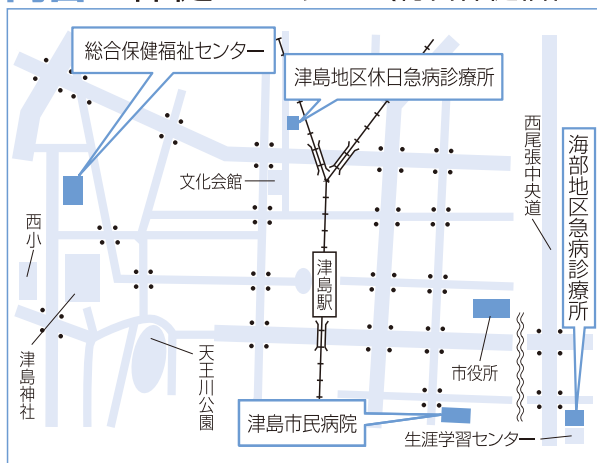 総合保健福祉センター
津島地区休日急病診療所
西尾張中央道
海部地区急病診療所
文化会館
西小
津島駅
市役所
津島神社
天王川公園
津島市民病院
生涯学習センター